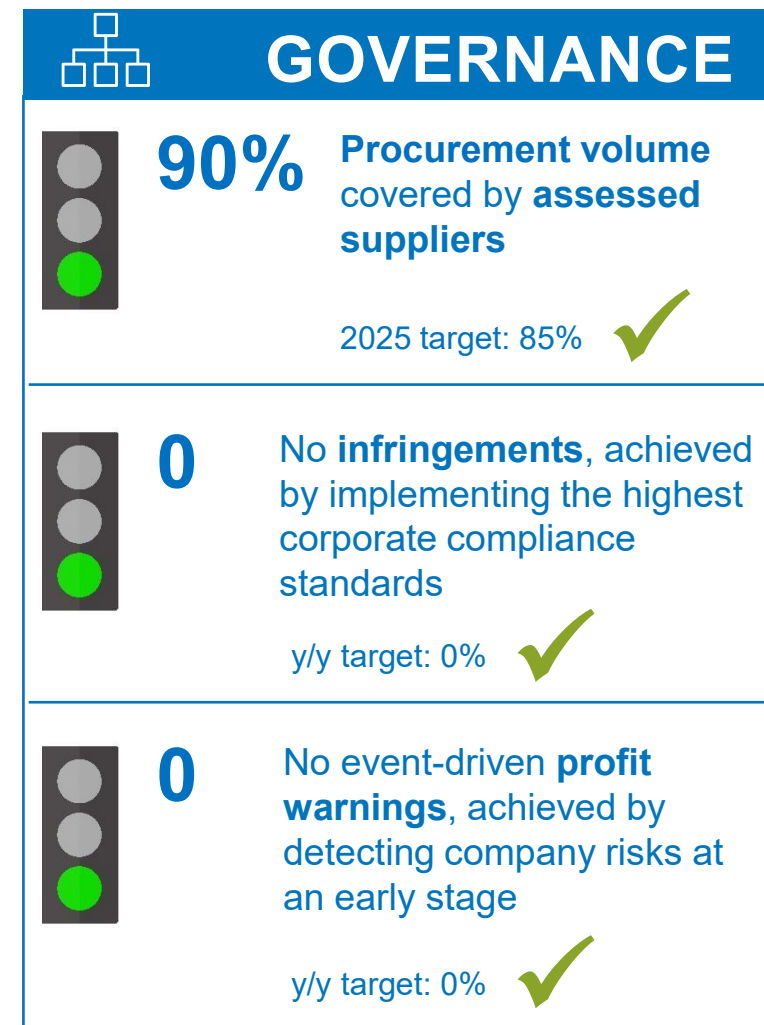 GOVERNANCE
90%
Procurement volume
covered by assessed
suppliers
2025 target: 85%
0
No infringements, achieved
by implementing the highest
corporate compliance
standards
y/y target: 0%
0
No event-driven profit
warnings, achieved by
detecting company risks at
an early stage
y/y target: 0%